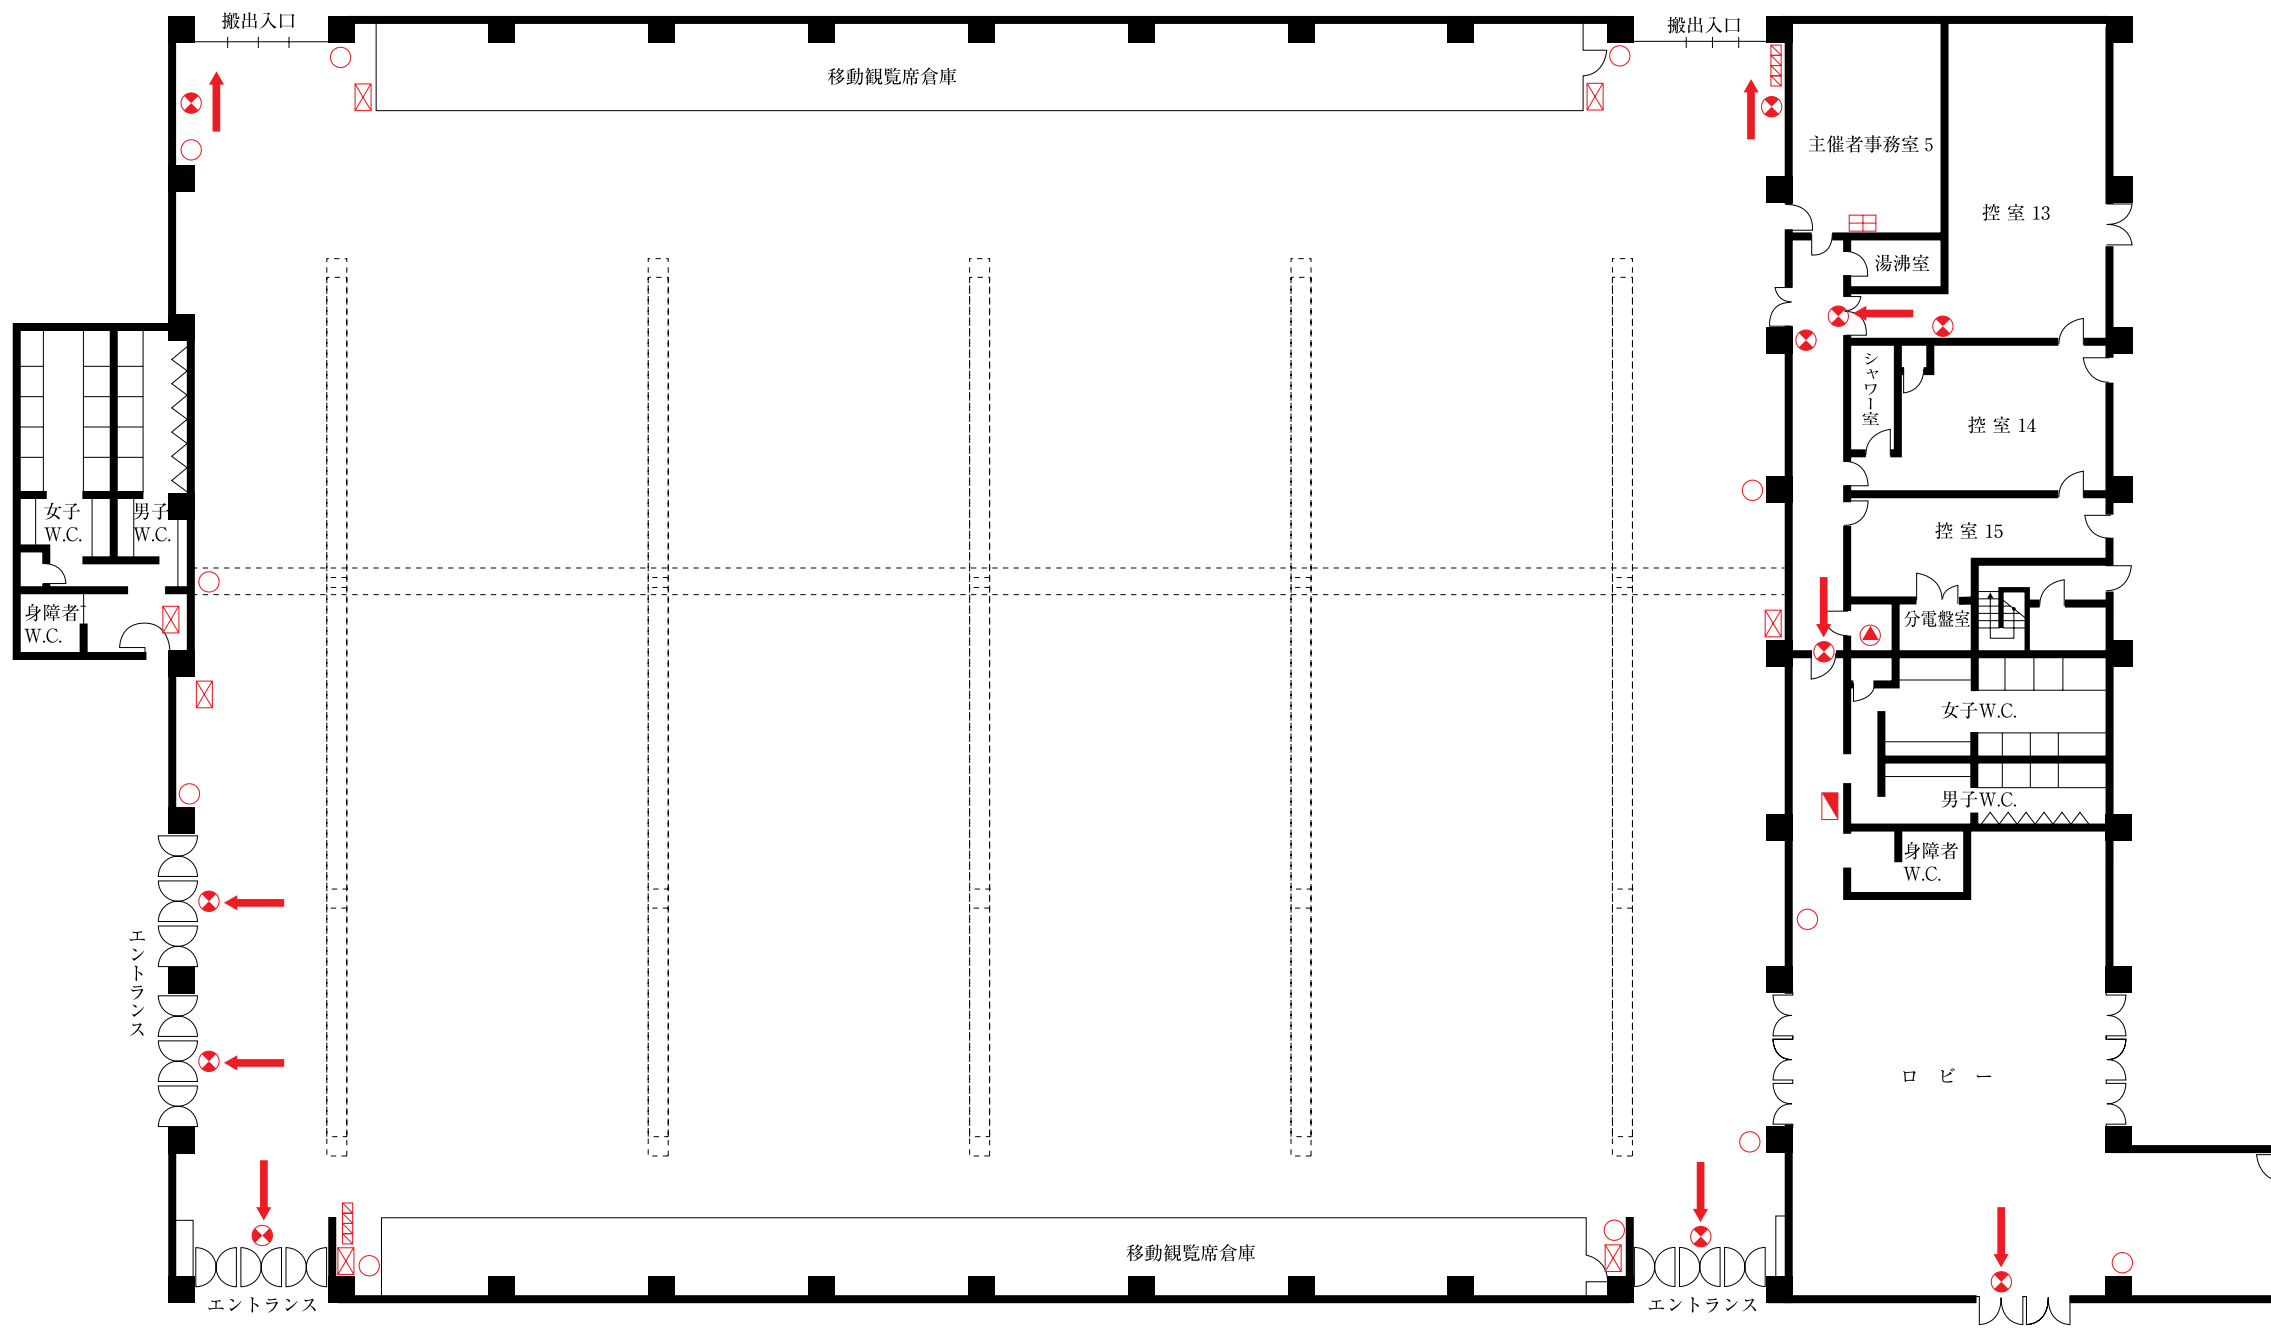 搬出入口
搬出入口
移動観覧席倉庫
主催者事務室 5
控 室 13
湯沸室
シャワー室
控 室 14
女子
W.C.
男子
W.C.
控 室 15
身障者
W.C.
分電盤室
女子W.C.
男子W.C.
身障者
W.C.
エントランス
ロ ビ ー
移動観覧席倉庫
エントランス
エントランス